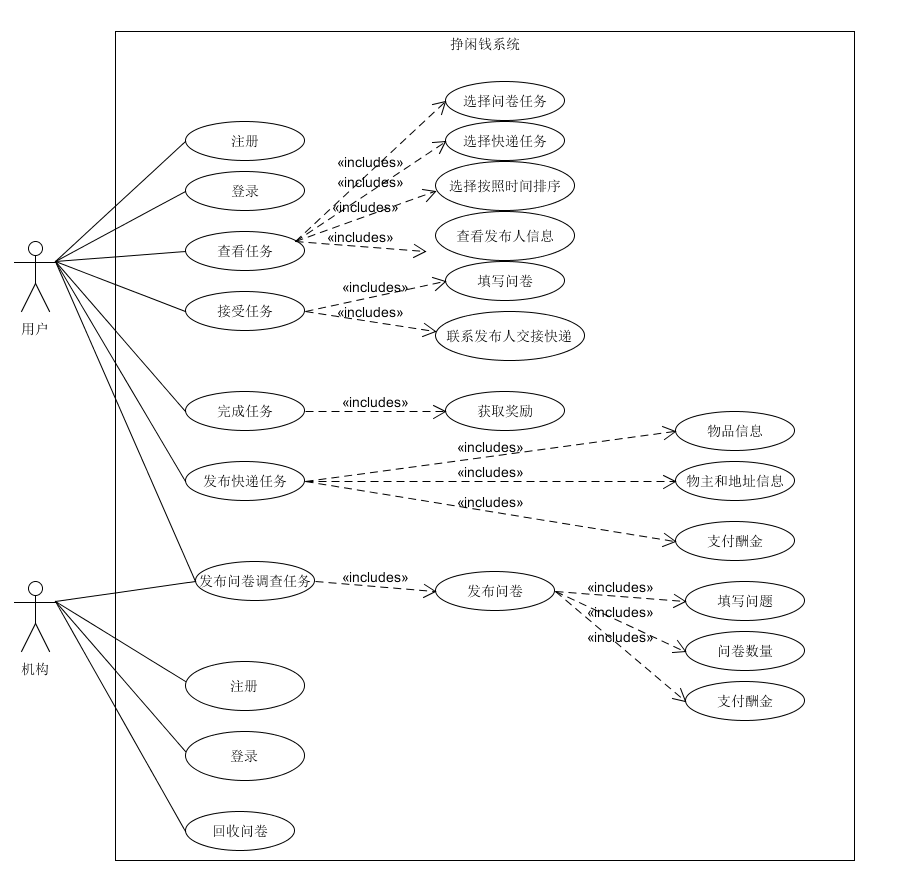 挣闲钱系统
选择问卷任务
注册
选择快递任务
«includes»
«includes»
登录
选择按照时间排序
«includes»
查看任务
«includes»
查看发布人信息
用户
接受任务
«includes»
填写问卷
«includes»
联系发布人交接快递
完成任务
«includes»
获取奖励
物品信息
«includes»
发布快递任务
«includes»
物主和地址信息
«includes»
支付酬金
发布问卷调查任务
«includes»
发布问卷
«includes»
填写问题
«includes»
«includes»
问卷数量
机构
注册
支付酬金
登录
回收问卷